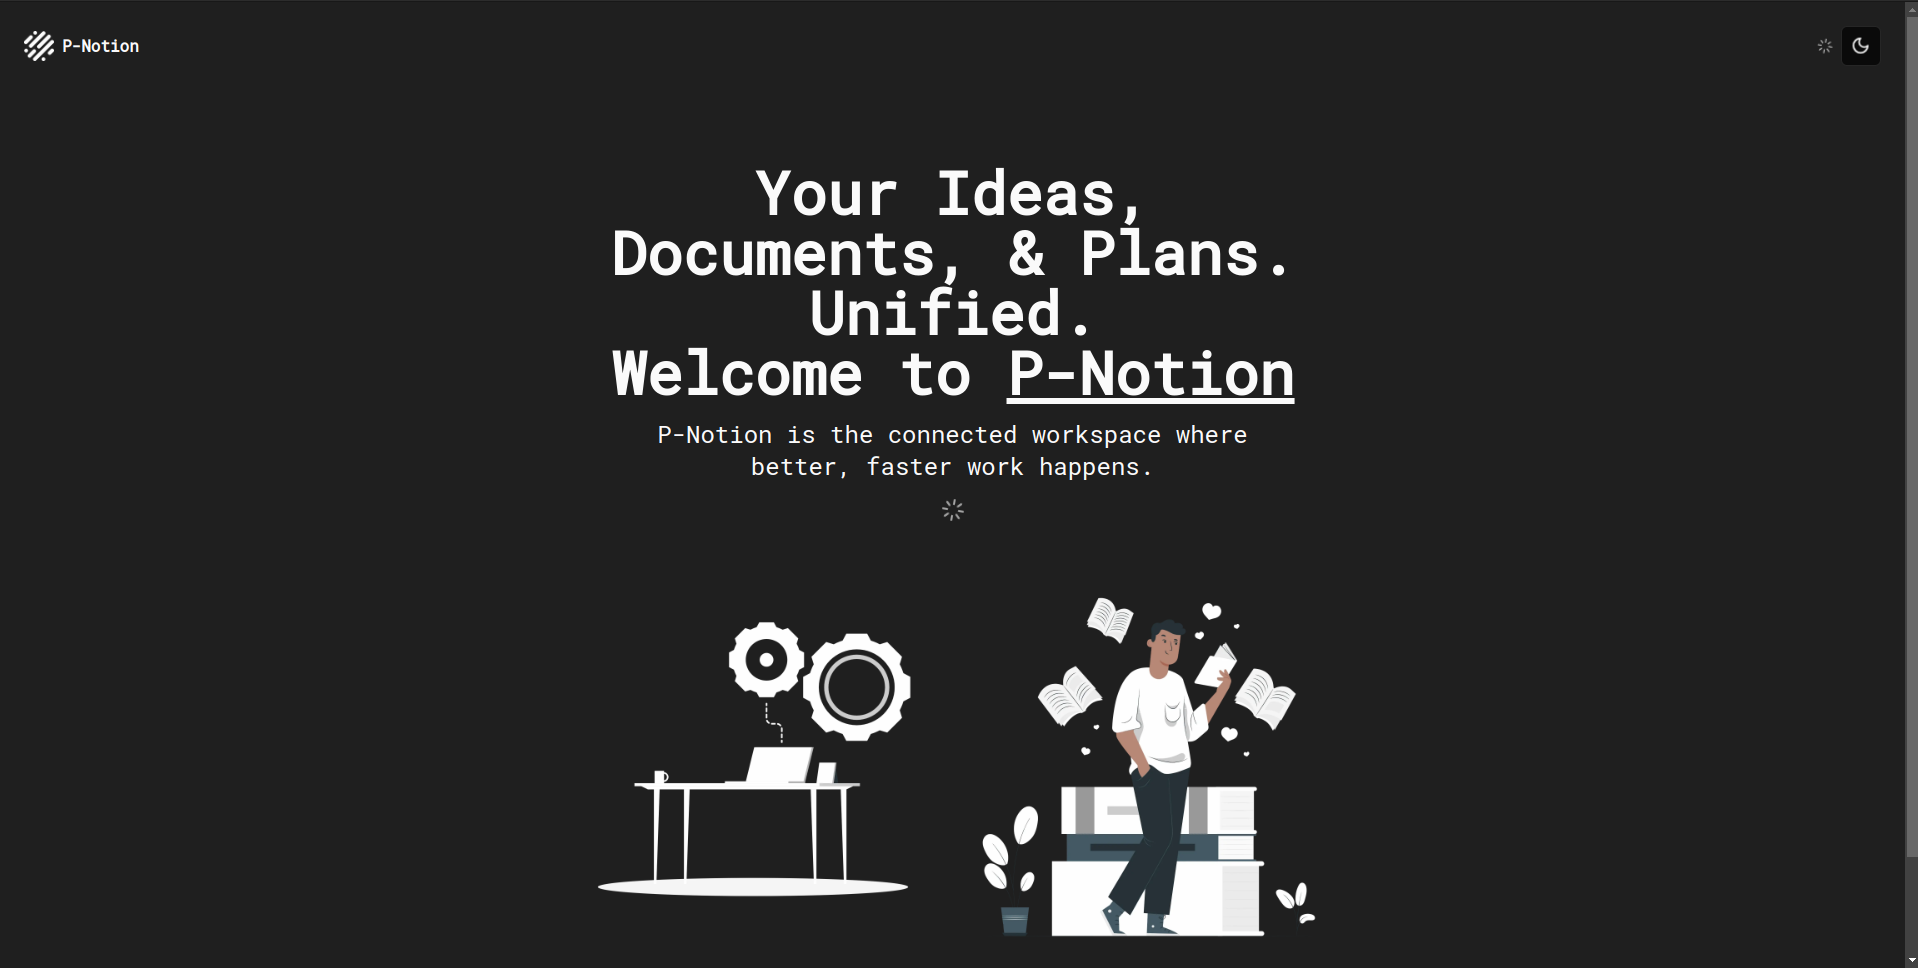 P-Notion
Your Ideas,
Documents, & Plans.
Unified.
Welcome to P-Notion
P-Notion is the connected workspace where
better, faster work happens.